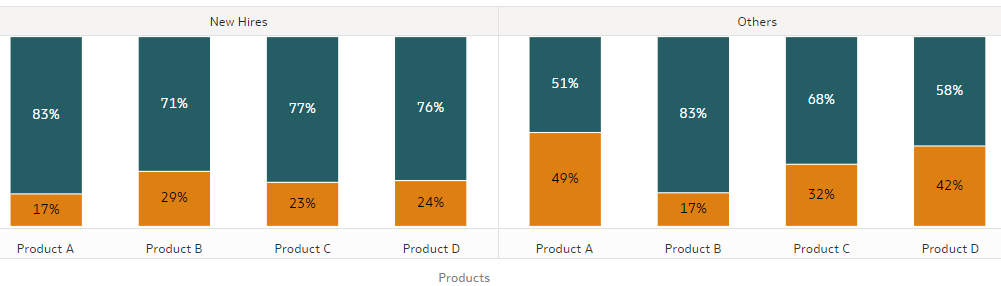 New Hires Others
83% 71% 77% 76% 51% 83% 68% 58%
17% 29% 23% 24% 49% 17% 32% 42%
Product A Product B Product C Product D Product A Product B Product C Product D
Products